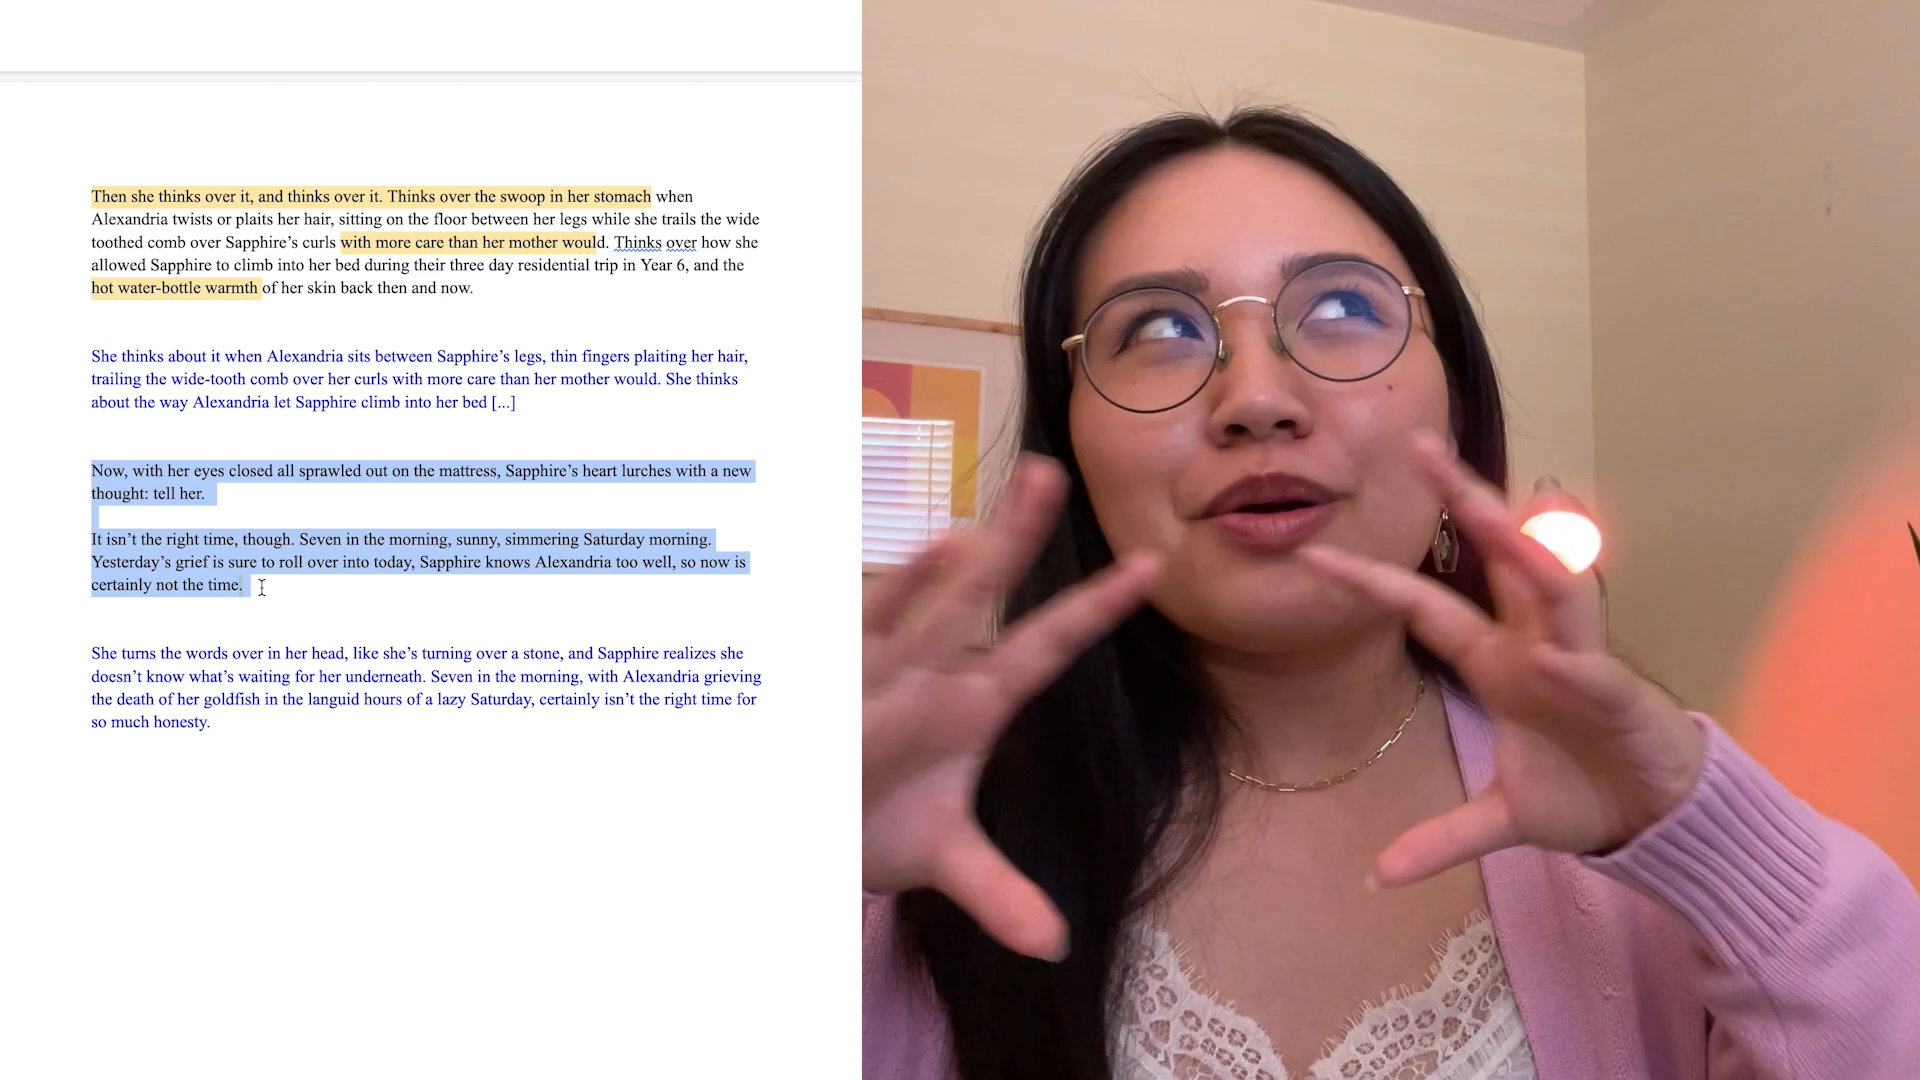 Then she thinks over it, and thinks over it. Thinks over the swoop in her stomach when
Alexandria twists or plaits her hair, sitting on the floor between her legs while she trails the wide
toothed comb over Sapphire’s curls with more care than her mother would. Thinks over how she
allowed Sapphire to climb into her bed during their three day residential trip in Year 6, and the
hot water-bottle warmth of her skin back then and now.
She thinks about it when Alexandria sits between Sapphire’s legs, thin fingers plaiting her hair,
trailing the wide-tooth comb over her curls with more care than her mother would. She thinks
about the way Alexandria let Sapphire climb into her bed [...]
Now, with her eyes closed all sprawled out on the mattress, Sapphire’s heart lurches with a new
thought: tell her.
It isn’t the right time, though. Seven in the morning, sunny, simmering Saturday morning.
Yesterday’s grief is sure to roll over into today, Sapphire knows Alexandria too well, so now is
certainly not the time.
She turns the words over in her head, like she’s turning over a stone, and Sapphire realizes she
doesn’t know what’s waiting for her underneath. Seven in the morning, with Alexandria grieving
the death of her goldfish in the languid hours of a lazy Saturday, certainly isn’t the right time for
so much honesty.